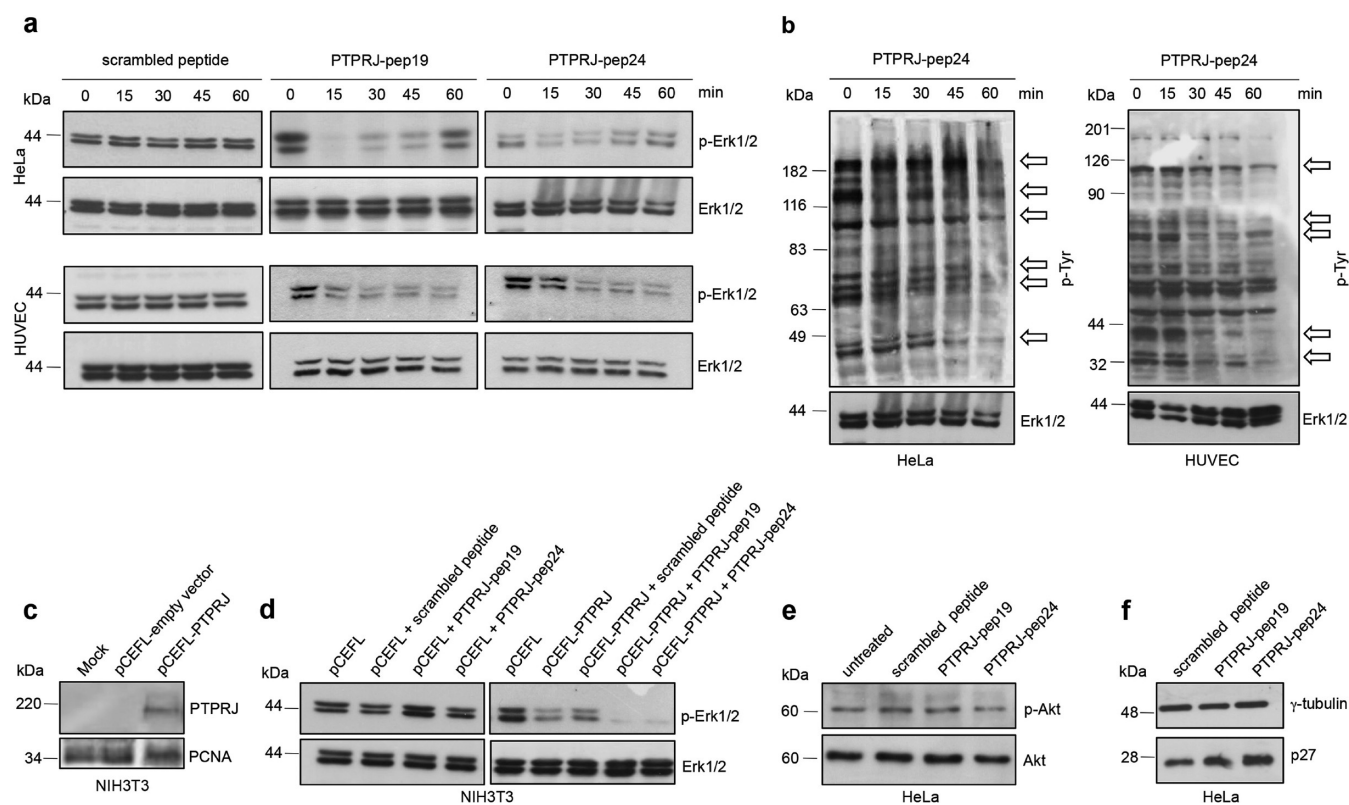 a
scrambled peptide PTPRJ-pep19 PTPRJ-pep24
kDa 0 15 30 45 60 0 15 30 45 60 0 15 30 45 60 min
HeLa
44 p-Erk1/2
44 Erk1/2
HUVEC
44 p-Erk1/2
44 Erk1/2
b
PTPRJ-pep24
kDa 0 15 30 45 60 min
182
116
83
63
49
p-Tyr
44 Erk1/2
HeLa
PTPRJ-pep24
kDa 0 15 30 45 60 min
201
126
90
44
32
p-Tyr
44 Erk1/2
HUVEC
c
Mock
pCEFL-empty vector
pCEFL-PTPRJ
kDa
220 PTPRJ
34 PCNA
NIH3T3
d
pCEFL
pCEFL + scrambled peptide
pCEFL + PTPRJ-pep19
pCEFL + PTPRJ-pep24
pCEFL
pCEFL-PTPRJ
pCEFL-PTPRJ + scrambled peptide
pCEFL-PTPRJ + PTPRJ-pep19
pCEFL-PTPRJ + PTPRJ-pep24
kDa
44 p-Erk1/2
44 Erk1/2
NIH3T3
e
untreated
scrambled peptide
PTPRJ-pep19
PTPRJ-pep24
kDa
60 p-Akt
60 Akt
HeLa
f
scrambled peptide
PTPRJ-pep19
PTPRJ-pep24
kDa
48 γ-tubulin
28 p27
HeLa